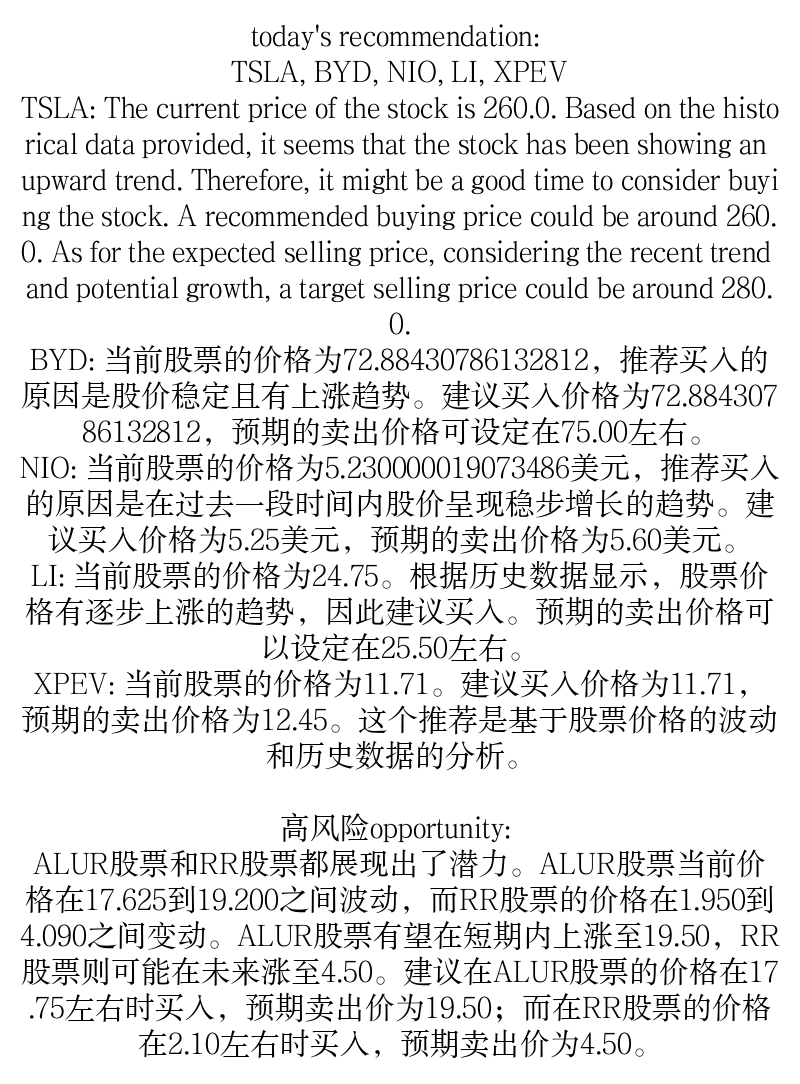 today's recommendation:
TSLA, BYD, NIO, LI, XPEV
TSLA: The current price of the stock is 260.0. Based on the histo
rical data provided, it seems that the stock has been showing an
upward trend. Therefore, it might be a good time to consider buyi
ng the stock. A recommended buying price could be around 260.
0. As for the expected selling price, considering the recent trend
and potential growth, a target selling price could be around 280.
0.
BYD: 当前股票的价格为72.88430786132812，推荐买入的
原因是股价稳定且有上涨趋势。建议买入价格为72.884307
86132812，预期的卖出价格可设定在75.00左右。
NIO: 当前股票的价格为5.230000019073486美元，推荐买入
的原因是在过去一段时间内股价呈现稳步增长的趋势。建
议买入价格为5.25美元，预期的卖出价格为5.60美元。
LI: 当前股票的价格为24.75。根据历史数据显示，股票价
格有逐步上涨的趋势，因此建议买入。预期的卖出价格可
以设定在25.50左右。
XPEV: 当前股票的价格为11.71。建议买入价格为11.71，
预期的卖出价格为12.45。这个推荐是基于股票价格的波动
和历史数据的分析。
高风险opportunity:
ALUR股票和RR股票都展现出了潜力。ALUR股票当前价
格在17.625到19.200之间波动，而RR股票的价格在1.950到
4.090之间变动。ALUR股票有望在短期内上涨至19.50，RR
股票则可能在未来涨至4.50。建议在ALUR股票的价格在17
.75左右时买入，预期卖出价为19.50；而在RR股票的价格
在2.10左右时买入，预期卖出价为4.50。